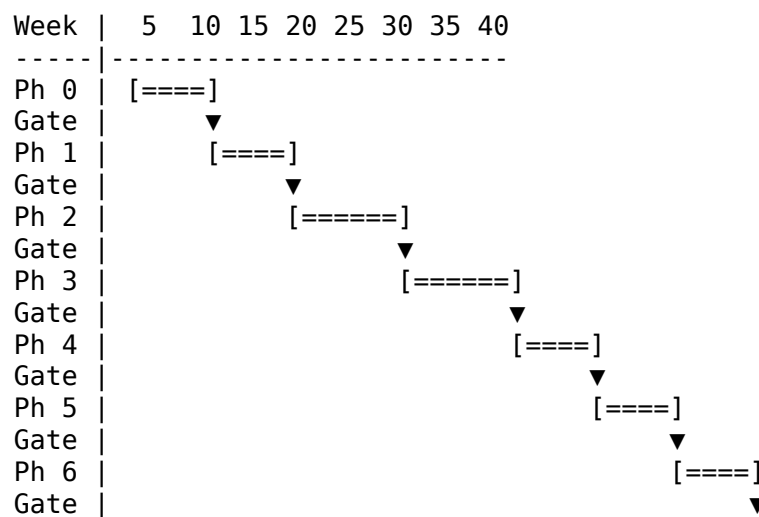 Week |  5  10 15 20 25 30 35 40
-----|-------------------------
Ph 0 | [====]
Gate |      ▼
Ph 1 |      [====]
Gate |           ▼
Ph 2 |           [======]
Gate |                  ▼
Ph 3 |                  [======]
Gate |                         ▼
Ph 4 |                         [====]
Gate |                              ▼
Ph 5 |                              [====]
Gate |                                   ▼
Ph 6 |                                   [====]
Gate |                                        ▼